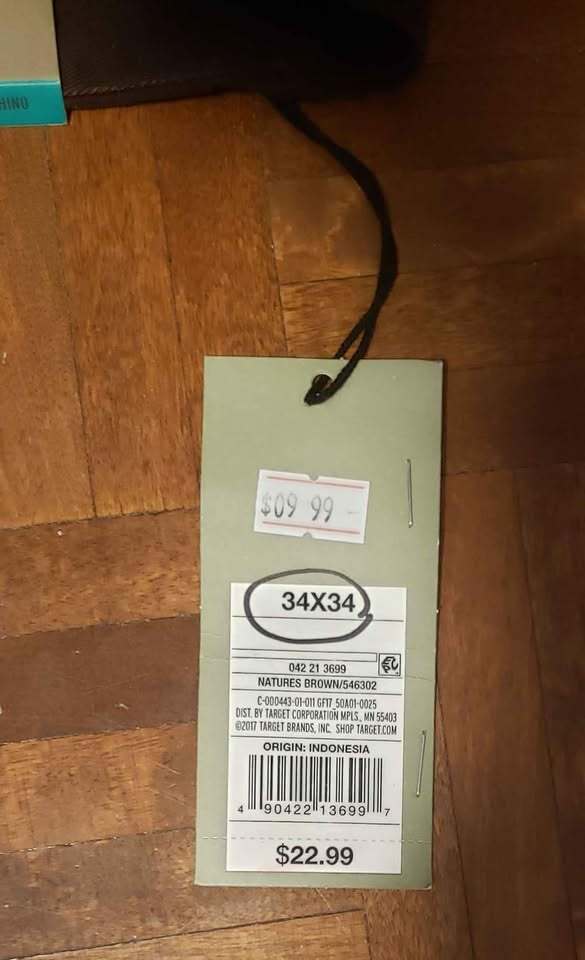 HINO
$09 99 -
34X34
042 21 3699
NATURES BROWN/546302
C-000443-01-011 GF17_50A01-0025
DIST. BY TARGET CORPORATION MPLS., MN 55403
©2017 TARGET BRANDS, INC. SHOP TARGET.COM
ORIGIN: INDONESIA
4 90422 13699 7
$22.99